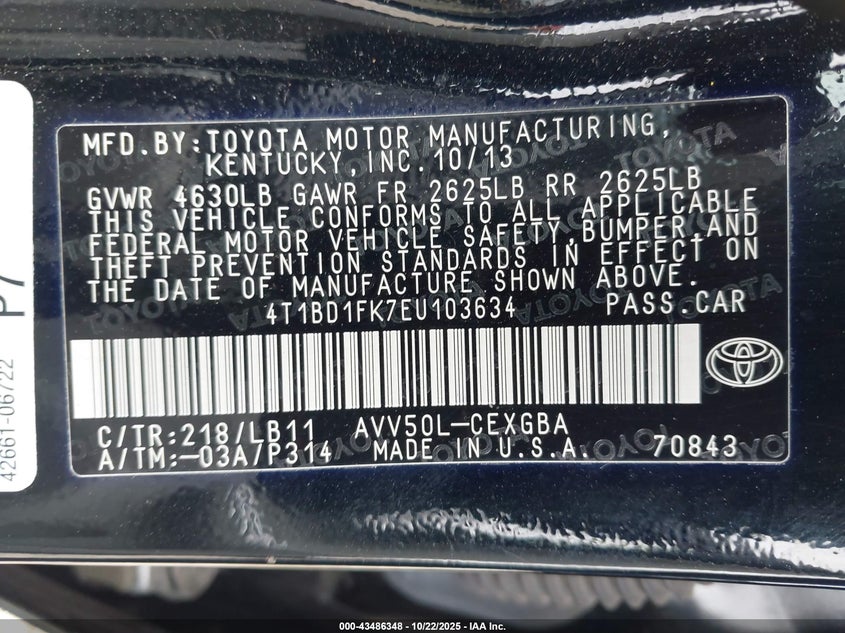 MFD.BY:TOYOTA MOTOR MANUFACTURING,
KENTUCKY,INC.10/13
GVWR 4630LB GAWR FR 2625LB RR 2625LB
THIS VEHICLE CONFORMS TO ALL APPLICABLE
FEDERAL MOTOR VEHICLE SAFETY,BUMPER,AND
THEFT PREVENTION STANDARDS IN EFFECT ON
THE DATE OF MANUFACTURE SHOWN ABOVE.
4T1BD1FK7EU103634 PASS.CAR
C/TR:218/LB11 AVV50L-CEXGBA
A/TM:-03A/P314 MADE IN U.S.A. 70843
P7
42661-06722
TOYOTA
000-43486348 - 10/22/2025 - IAA Inc.